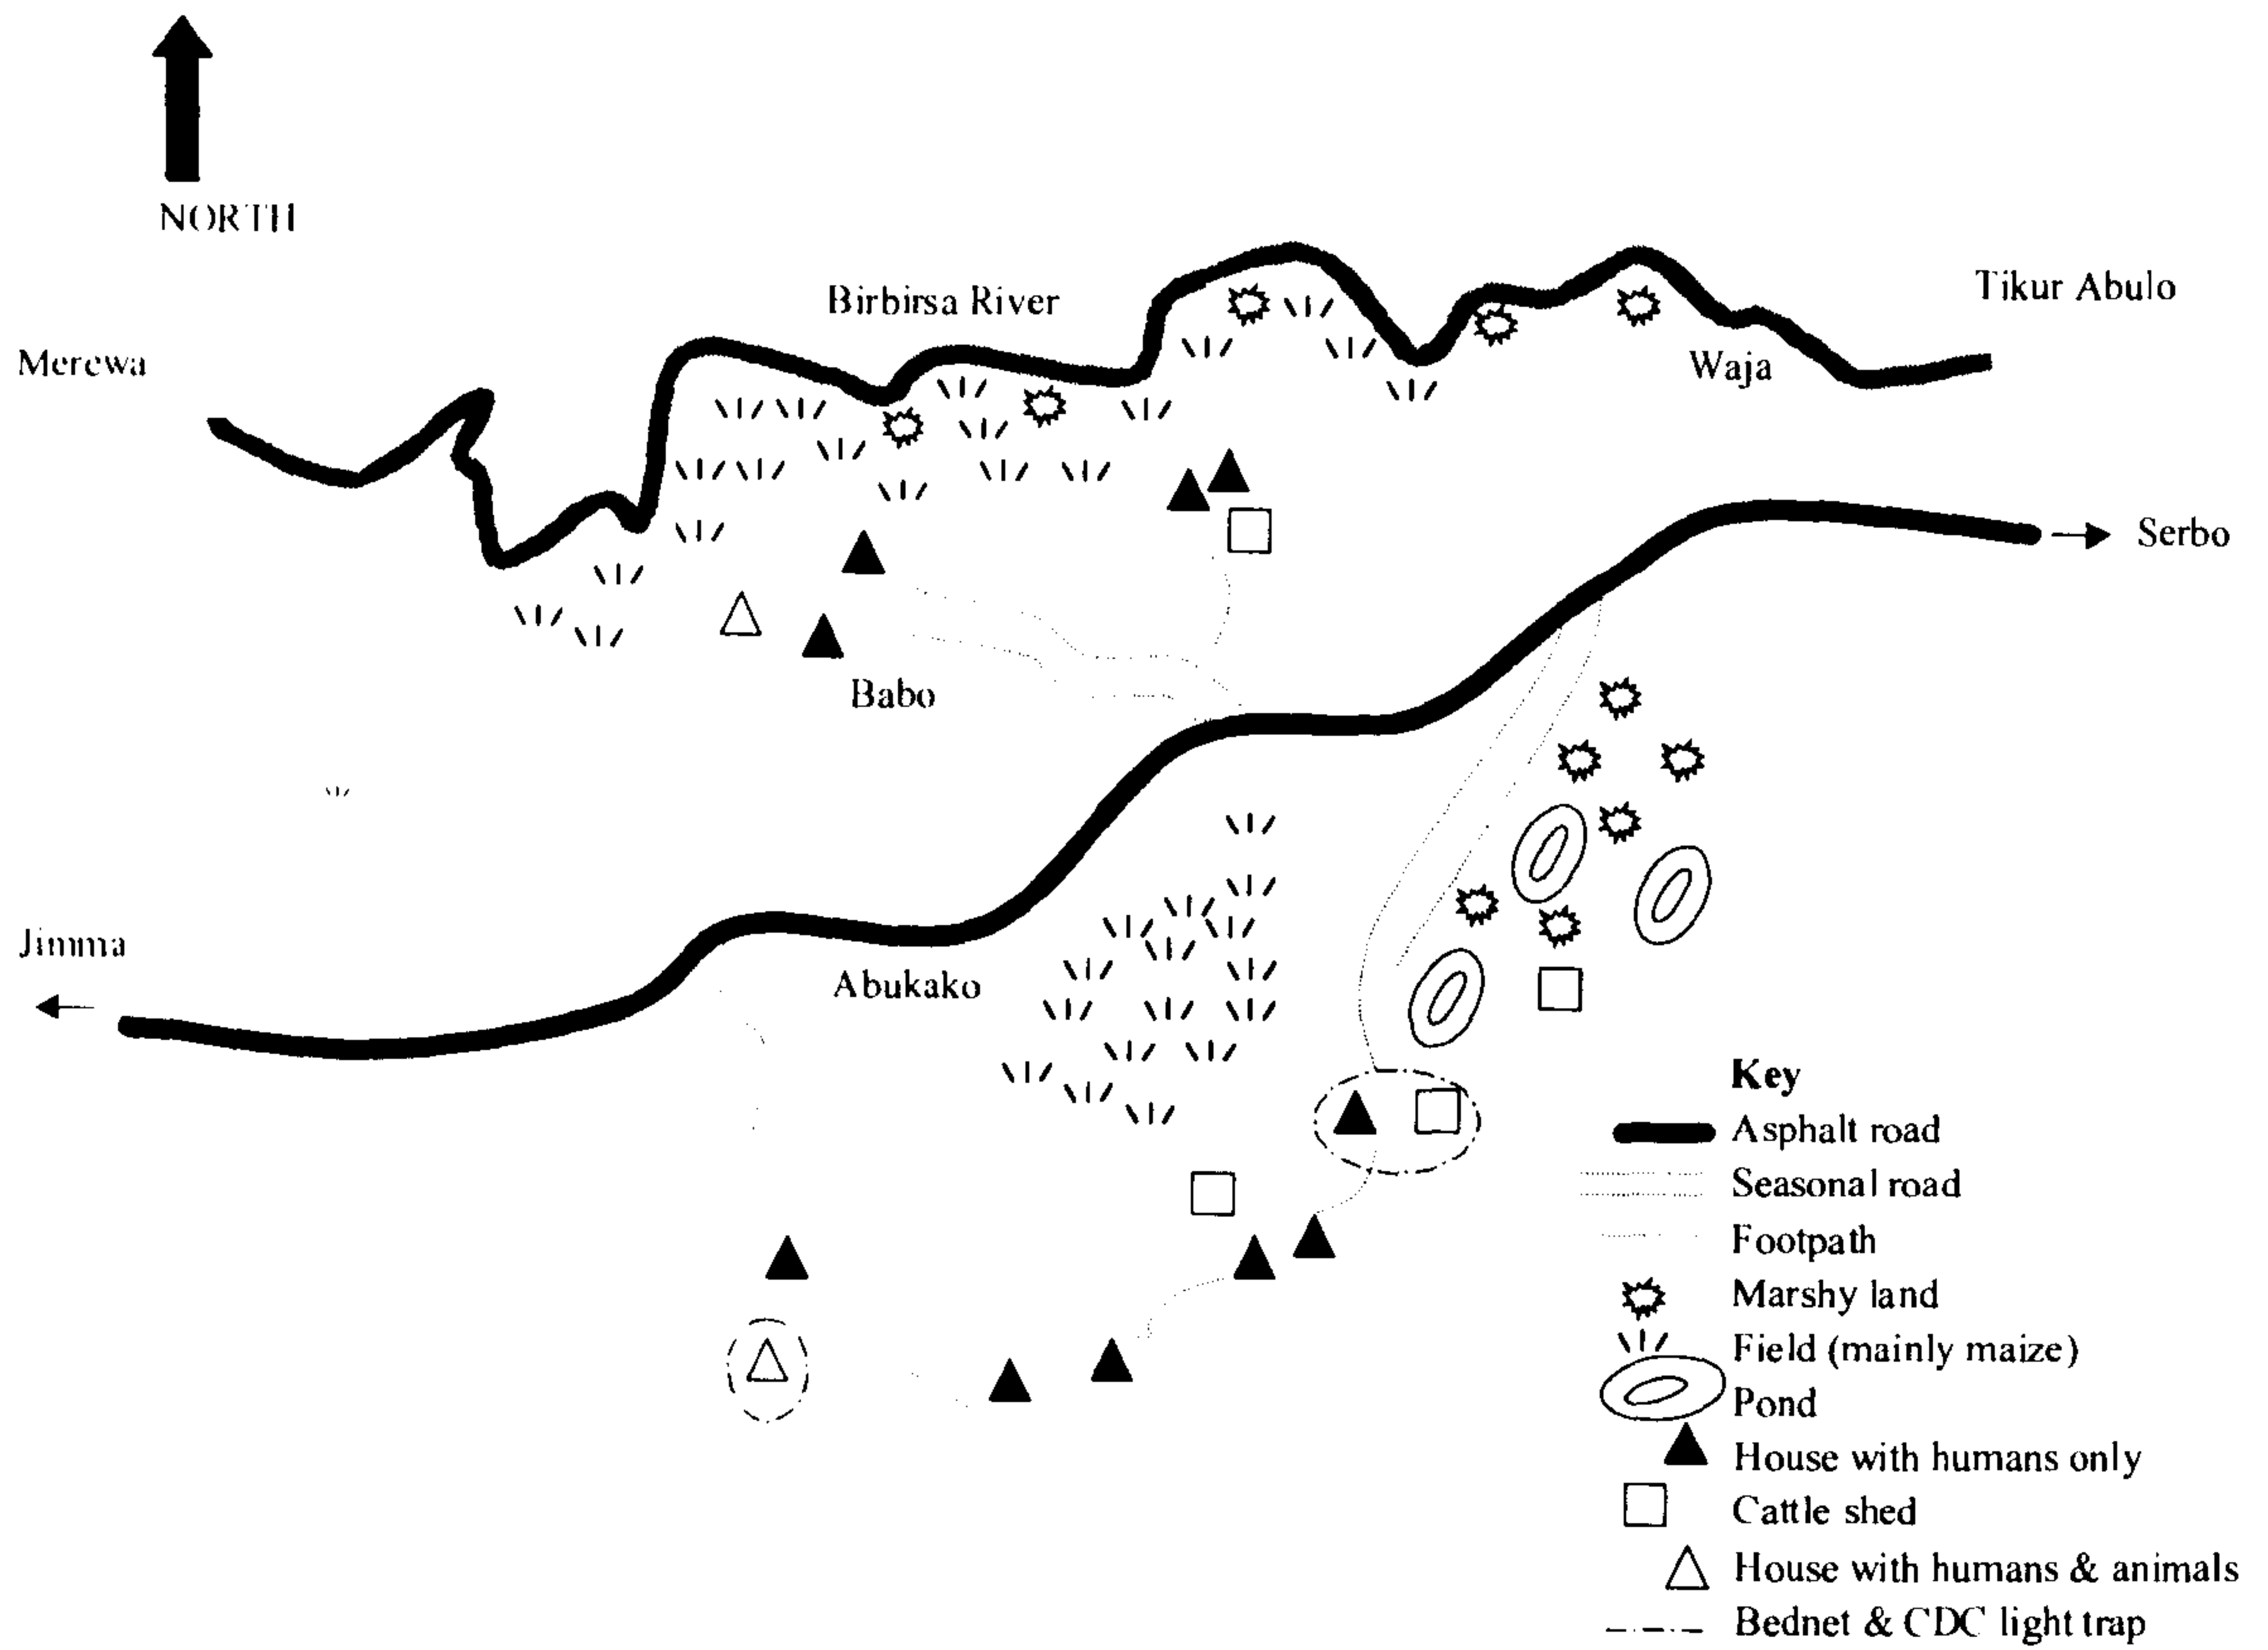 NORTH
Birbirsa River
Tikur Abulo
Merewa
Waja
Serbo
Babo
Jimma
Abukako
Key
Asphalt road
Seasonal road
Footpath
Marshy land
Field (mainly maize)
Pond
House with humans only
Cattle shed
House with humans & animals
Bednet & CDC light trap